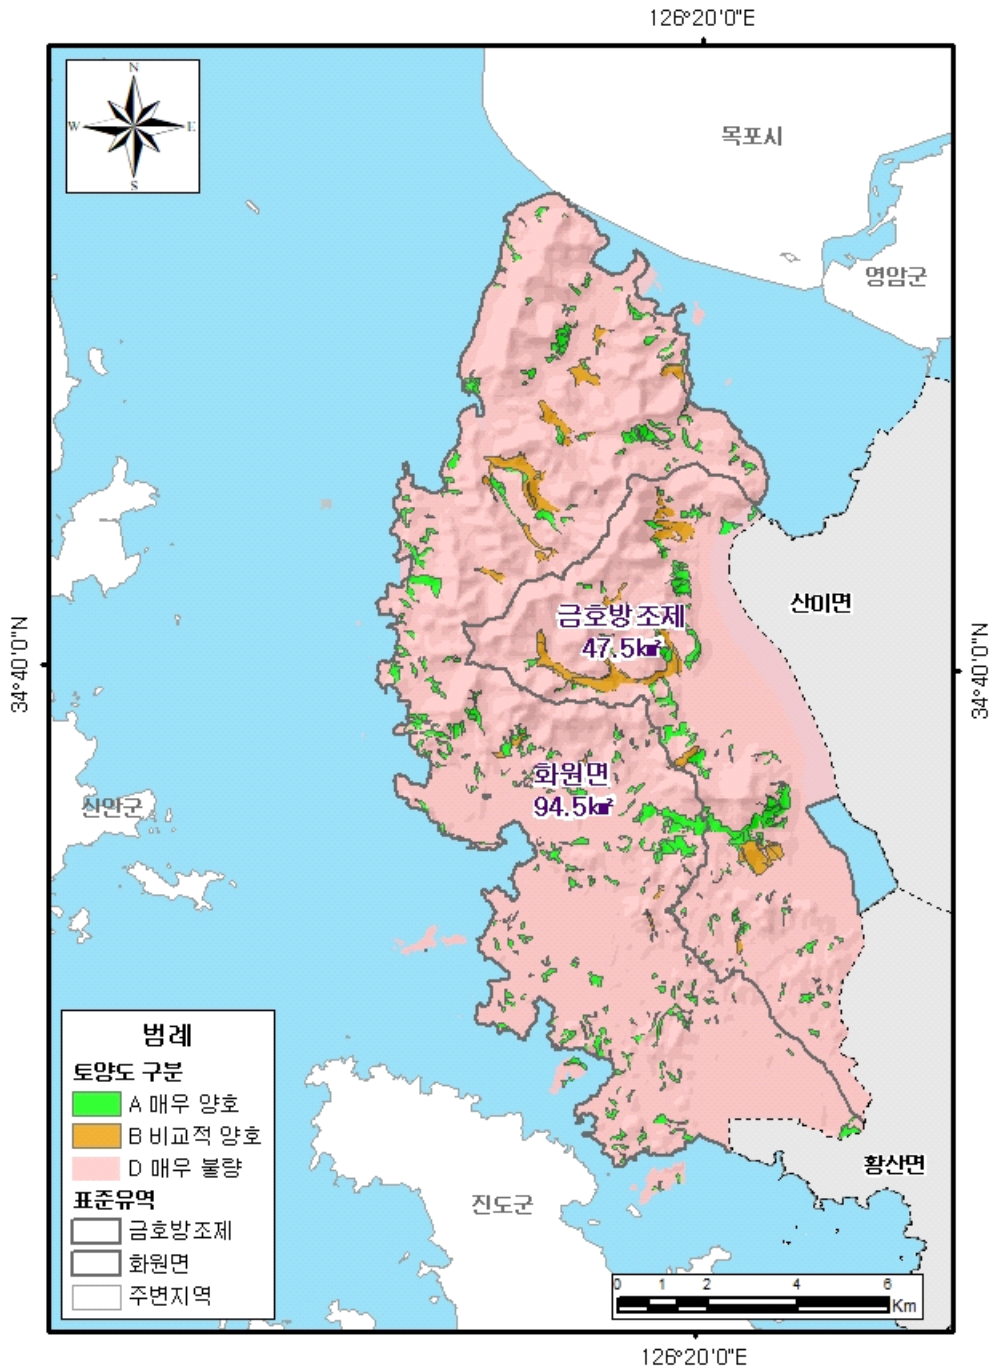 126°20'0"E
N
W
E
S
목포시
영암군
산이면
금호방조제
47.5㎢
34°40'0"N
34°40'0"N
화원면
94.5㎢
신안군
범례
토양도 구분
A 매우 양호
B 비교적 양호
D 매우 불량
표준유역
금호방조제
화원면
주변지역
황산면
진도군
0 1 2 4 6
Km
126°20'0"E